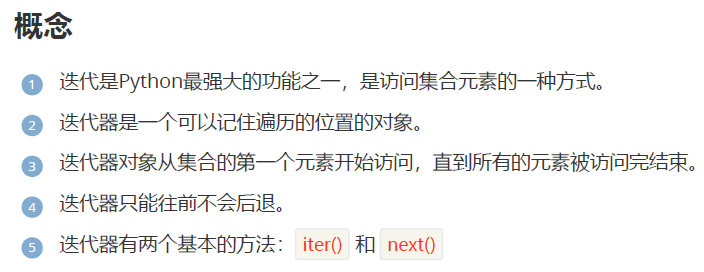 概念
1 迭代是Python最强大的功能之一，是访问集合元素的一种方式。
2 迭代器是一个可以记住遍历的位置的对象。
3 迭代器对象从集合的第一个元素开始访问，直到所有的元素被访问完结束。
4 迭代器只能往前不会后退。
5 迭代器有两个基本的方法：iter() 和 next()